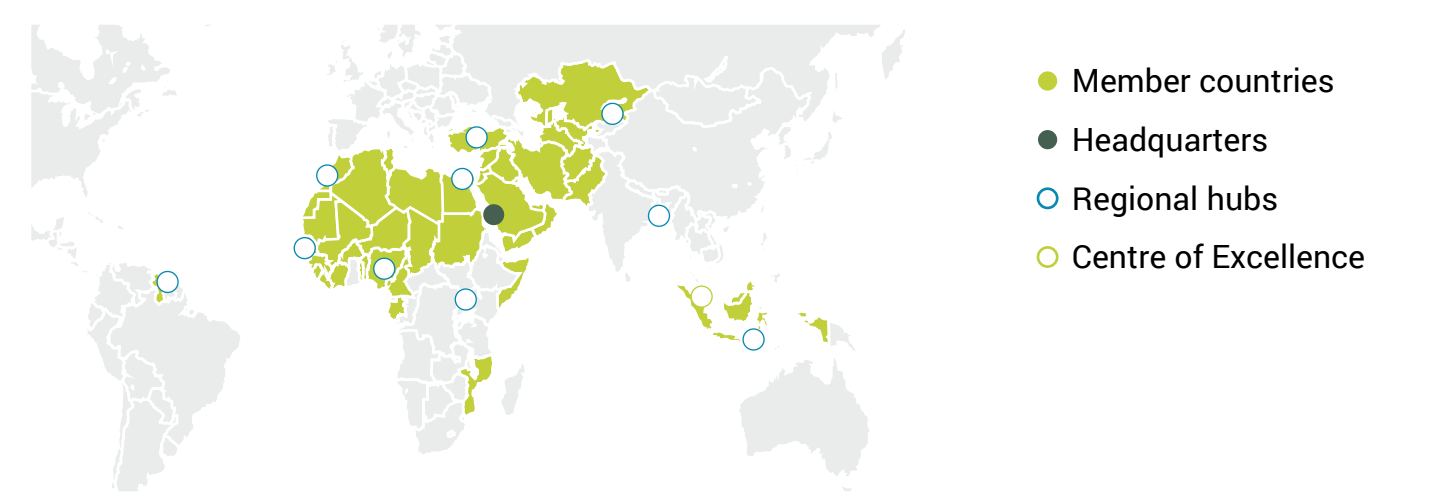 Member countries
Headquarters
Regional hubs
Centre of Excellence